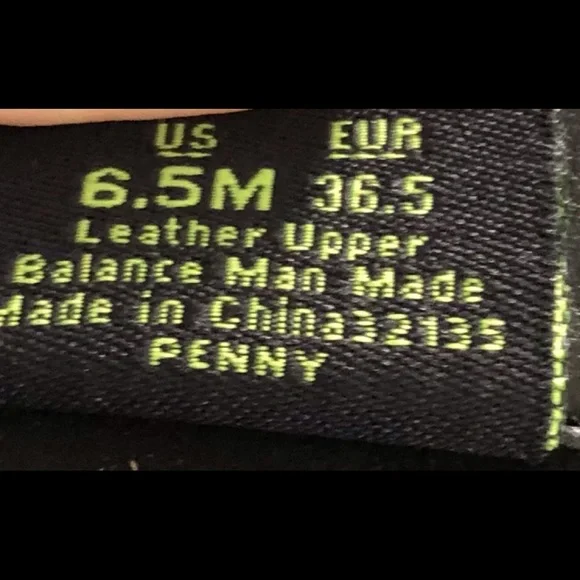 US EUR
6.5M 36.5
Leather Upper
Balance Man Made
Made in China32135
PENNY